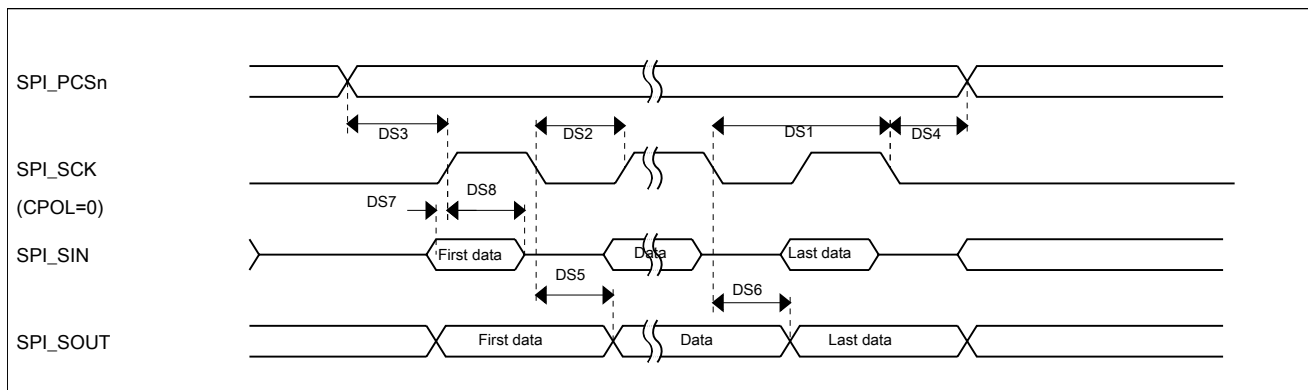 SPI_PCSn
DS3
DS2
DS1
DS4
SPI_SCK
(CPOL=0)
DS7
DS8
SPI_SIN
First data
Data
Last data
DS5
DS6
SPI_SOUT
First data
Data
Last data